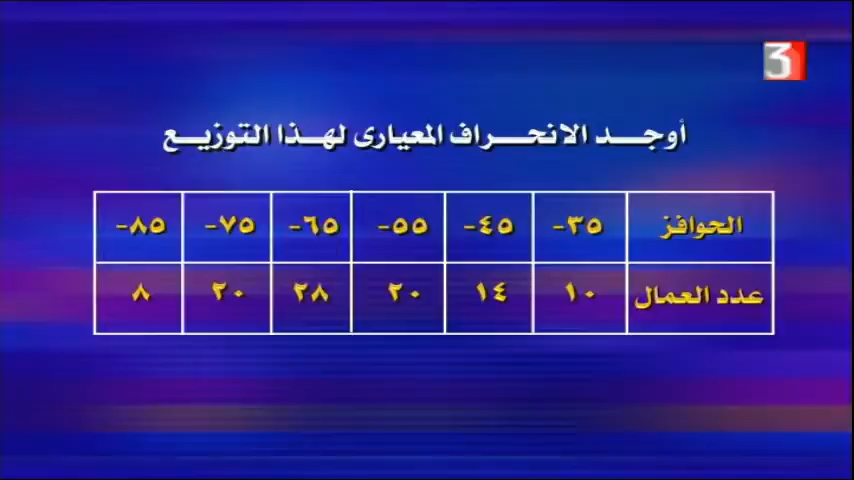 3
أوجد الانحراف المعيارى لهذا التوزيع
الحوافز ٣٥- ٤٥- ٥٥- ٦٥- ٧٥- ٨٥-
عدد العمال ١٠ ١٤ ٢٠ ٢٨ ٢٠ ٨